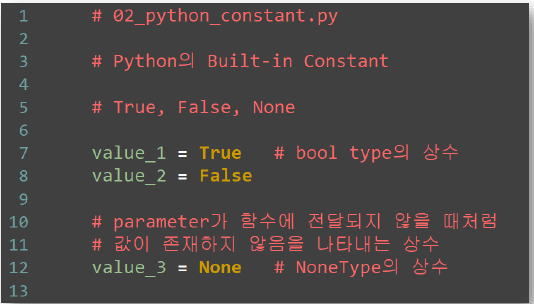 1 # 02_python_constant.py
2
3 # Python의 Built-in Constant
4
5 # True, False, None
6
7 value_1 = True # bool type의 상수
8 value_2 = False
9
10 # parameter가 함수에 전달되지 않을 때처럼
11 # 값이 존재하지 않음을 나타내는 상수
12 value_3 = None # NoneType의 상수
13